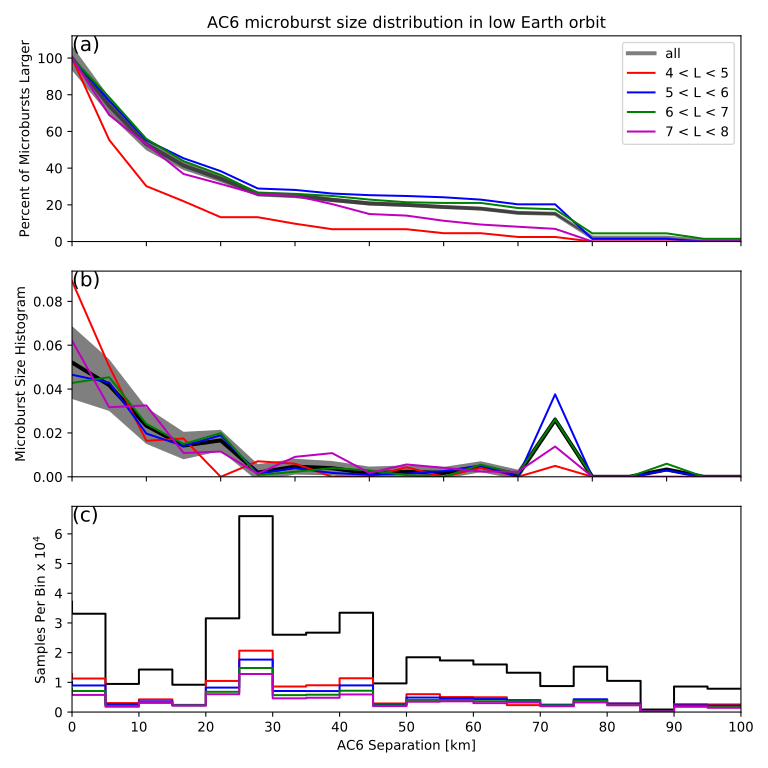 AC6 microburst size distribution in low Earth orbit
(a)
Percent of Microbursts Larger
100
80
60
40
20
0
all
4 < L < 5
5 < L < 6
6 < L < 7
7 < L < 8
(b)
Microburst Size Histogram
0.08
0.06
0.04
0.02
0.00
(c)
Samples Per Bin x 10⁴
6
5
4
3
2
1
0
0 10 20 30 40 50 60 70 80 90 100
AC6 Separation [km]